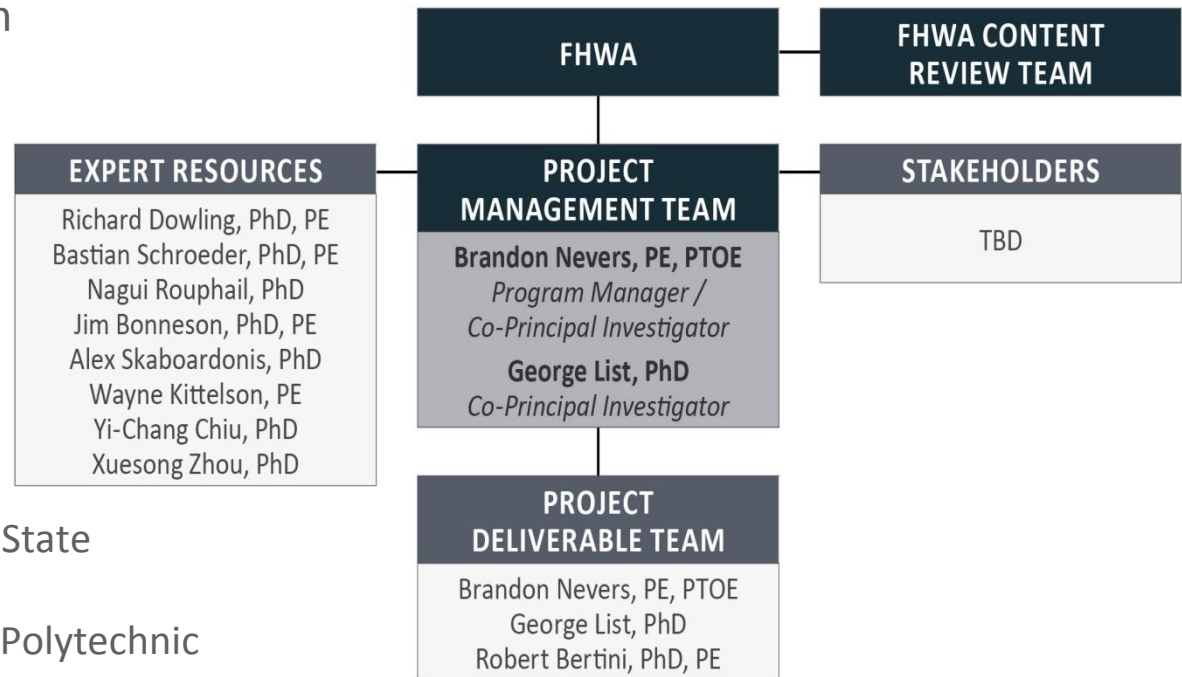 n
FHWA
FHWA CONTENT
REVIEW TEAM
EXPERT RESOURCES
Richard Dowling, PhD, PE
Bastian Schroeder, PhD, PE
Nagui Rouphail, PhD
Jim Bonneson, PhD, PE
Alex Skaboardonis, PhD
Wayne Kittelson, PE
Yi-Chang Chiu, PhD
Xuesong Zhou, PhD
PROJECT
MANAGEMENT TEAM
Brandon Nevers, PE, PTOE
Program Manager /
Co-Principal Investigator
George List, PhD
Co-Principal Investigator
STAKEHOLDERS
TBD
State
Polytechnic
PROJECT
DELIVERABLE TEAM
Brandon Nevers, PE, PTOE
George List, PhD
Robert Bertini, PhD, PE